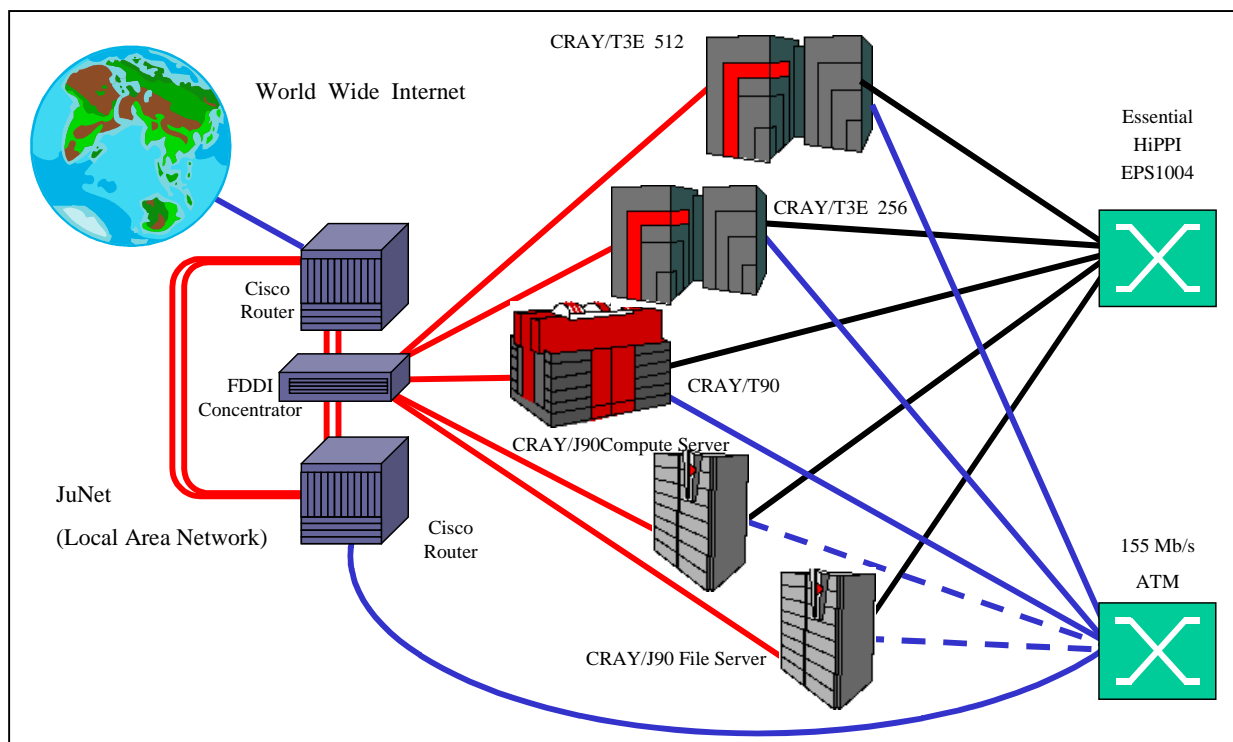 CRAY/T3E 512
World Wide Internet
Essential
HiPPI
EPS1004
CRAY/T3E 256
Cisco
Router
FDDI
Concentrator
CRAY/T90
CRAY/J90Compute Server
JuNet
(Local Area Network)
Cisco
Router
155 Mb/s
ATM
CRAY/J90 File Server